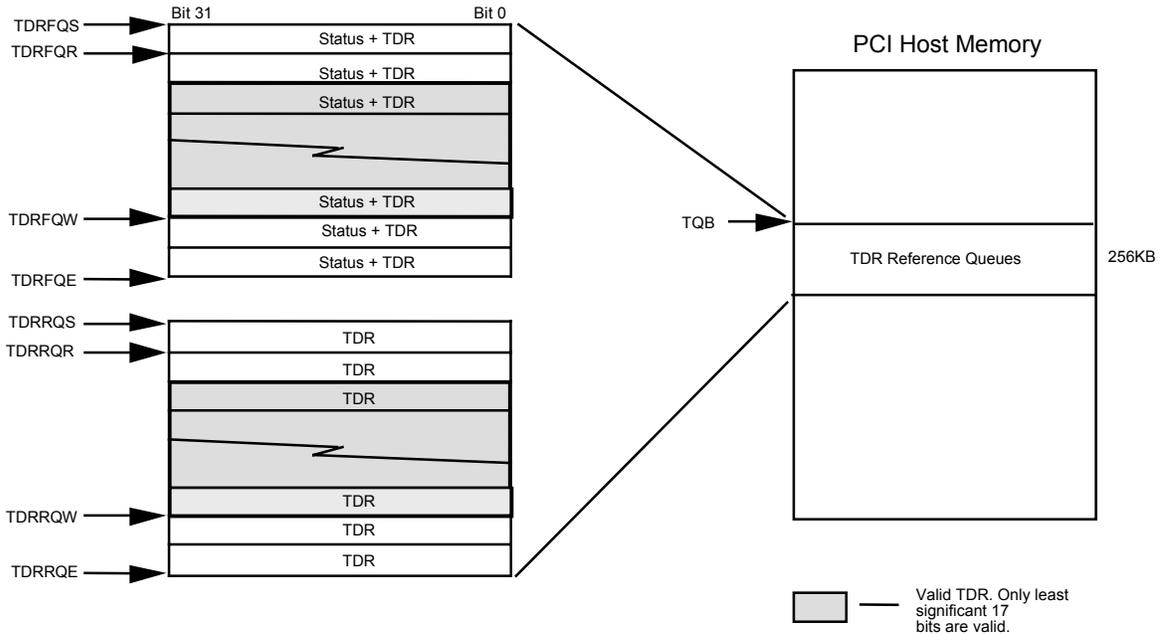 Bit 31 Bit 0
TDRFQS
Status + TDR
TDRFQR
Status + TDR
Status + TDR
Status + TDR
TDRFQW
Status + TDR
Status + TDR
TDRFQE
TDRRQS
TDR
TDRRQR
TDR
TDR
TDR
TDRRQW
TDR
TDR
TDRRQE
PCI Host Memory
TQB
TDR Reference Queues
256KB
Valid TDR. Only least
significant 17
bits are valid.